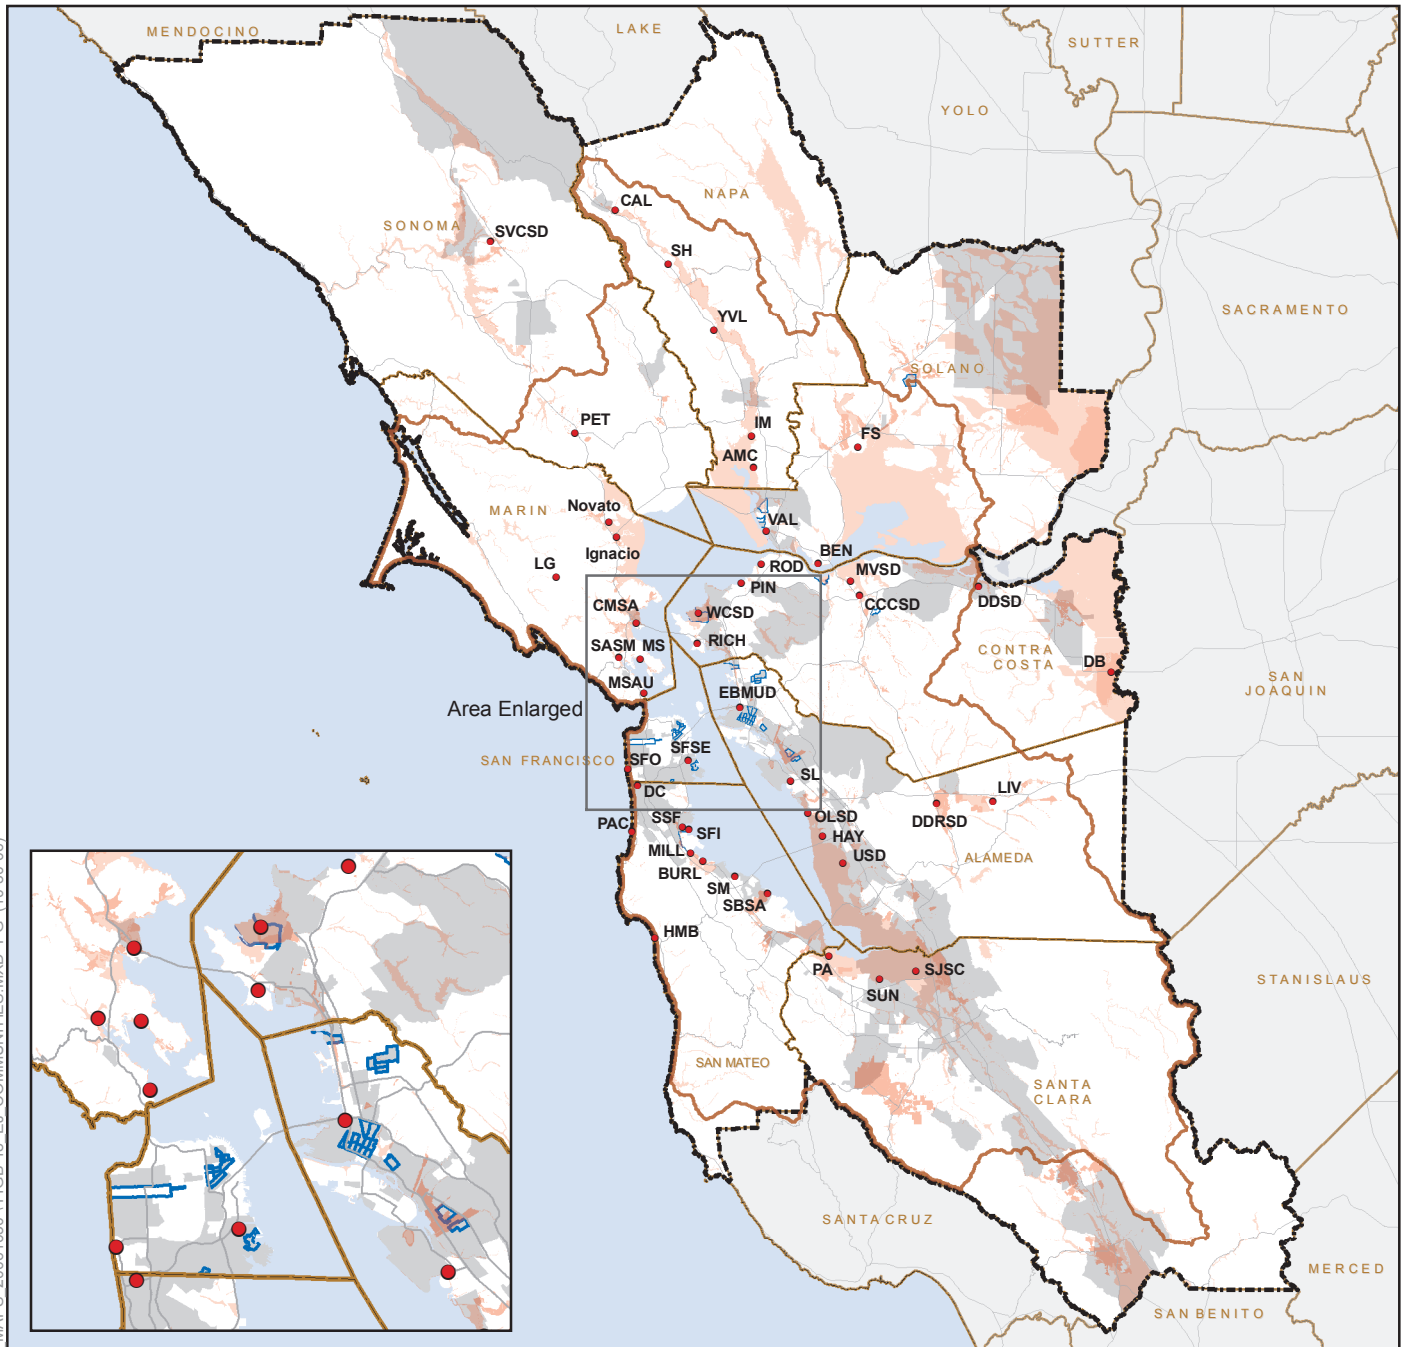 MENDOCINO
LAKE
SUTTER
YOLO
CAL
NAPA
SONOMA
SVCSD
SH
SACRAMENTO
YVL
SOLANO
PET
IM
FS
AMC
Novato
MARIN
VAL
Ignacio
BEN
LG
ROD
MVSD
PIN
DDSD
CCCSD
CMSA
WCSD
RICH
SASM MS
CONTRA
COSTA
DB
SAN
JOAQUIN
MSAU
EBMUD
Area Enlarged
SFSE
SAN FRANCISCO
SFO
SL
DC
LIV
OLSD
DDRSD
SSF
PAC
SFI
HAY
MILL
USD
ALAMEDA
BURL
SM
SBSA
HMB
PA
SJSC
SUN
STANISLAUS
SAN MATEO
SANTA
CLARA
SANTA CRUZ
MERCED
SAN BENITO